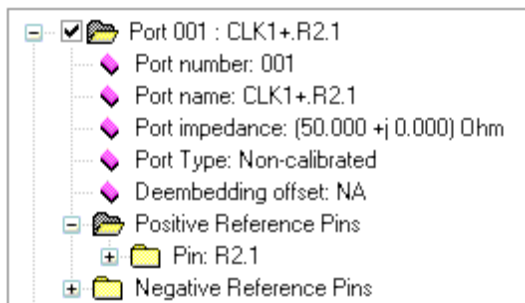 Port 001 : CLK1+.R2.1
Port number: 001
Port name: CLK1+.R2.1
Port impedance: (50.000 +j 0.000) Ohm
Port Type: Non-calibrated
Deembedding offset: NA
Positive Reference Pins
Pin: R2.1
Negative Reference Pins